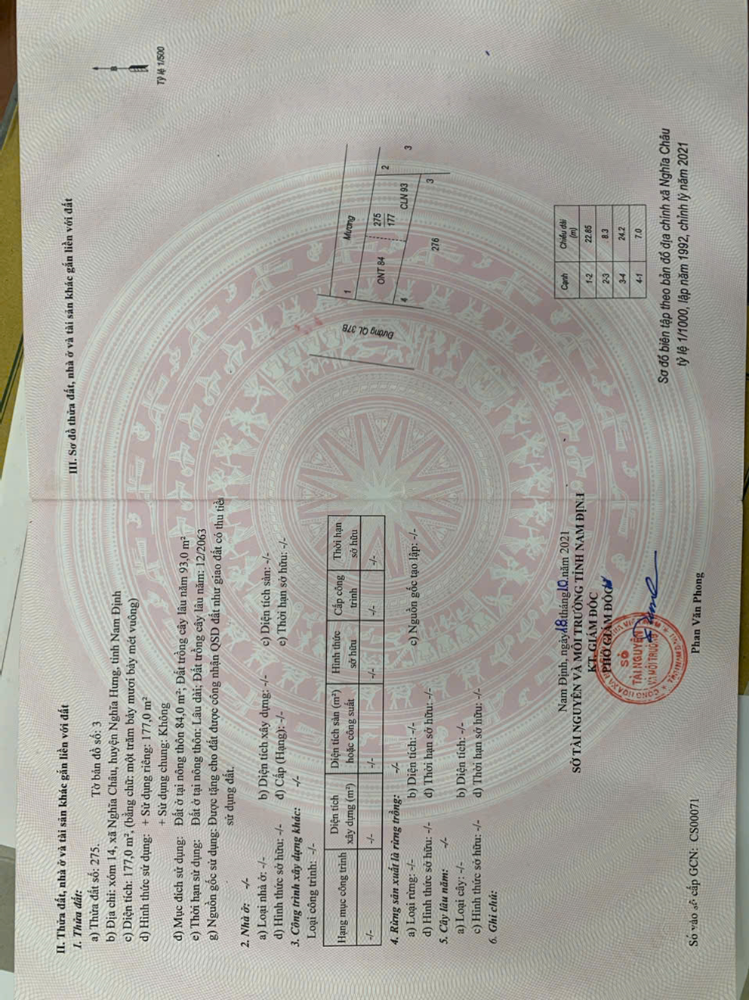 II. Thửa đất, nhà ở và tài sản khác gắn liền với đất
1. Thửa đất:
a) Thửa đất số: 275. Tờ bản đồ số: 3
b) Địa chỉ: xóm 14, xã Nghĩa Châu, huyện Nghĩa Hưng, tỉnh Nam Định
c) Diện tích: 177,0 m², (bằng chữ: một trăm bảy mươi bảy mét vuông)
d) Hình thức sử dụng: + Sử dụng riêng: 177,0 m²
+ Sử dụng chung: Không
đ) Mục đích sử dụng: Đất ở tại nông thôn 84,0 m²; Đất trồng cây lâu năm 93,0 m²
e) Thời hạn sử dụng: Đất ở tại nông thôn: Lâu dài; Đất trồng cây lâu năm: 12/2063
g) Nguồn gốc sử dụng: Được tặng cho đất được công nhận QSD đất như giao đất có thu tiền
sử dụng đất.
2. Nhà ở: -/-
a) Loại nhà ở: -/- b) Diện tích xây dựng: -/- c) Diện tích sàn: -/-
d) Hình thức sở hữu: -/- đ) Cấp (Hạng): -/- e) Thời hạn sở hữu: -/-
3. Công trình xây dựng khác: -/-
Loại công trình: -/-
Hạng mục công trình Diện tích xây dựng (m²) Diện tích sàn (m²) hoặc công suất Hình thức sở hữu Cấp công trình Thời hạn sở hữu
-/- -/- -/- -/- -/- -/-
4. Rừng sản xuất là rừng trồng: -/-
a) Loại rừng: -/- b) Diện tích: -/- c) Nguồn gốc tạo lập: -/-
d) Hình thức sở hữu: -/- đ) Thời hạn sở hữu: -/-
5. Cây lâu năm: -/-
a) Loại cây: -/- b) Diện tích: -/-
c) Hình thức sở hữu: -/- d) Thời hạn sở hữu: -/-
6. Ghi chú:
Nam Định, ngày 18 tháng 10 năm 2021
SỞ TÀI NGUYÊN VÀ MÔI TRƯỜNG TỈNH NAM ĐỊNH
KT. GIÁM ĐỐC
PHÓ GIÁM ĐỐC
SỞ
TÀI NGUYÊN
VÀ MÔI TRƯỜNG
Phan Văn Phong
Số vào sổ cấp GCN: CS00071
III. Sơ đồ thửa đất, nhà ở và tài sản khác gắn liền với đất
B
Tỷ lệ 1/500
Mương
1
2
3
ONT 84
275
177
CLN 93
3
4
276
Đường QL 37B
Cạnh Chiều dài (m)
1-2 22.85
2-3 8.3
3-4 24.2
4-1 7.0
Sơ đồ biên tập theo bản đồ địa chính xã Nghĩa Châu
tỷ lệ 1/1000, lập năm 1992, chỉnh lý năm 2021